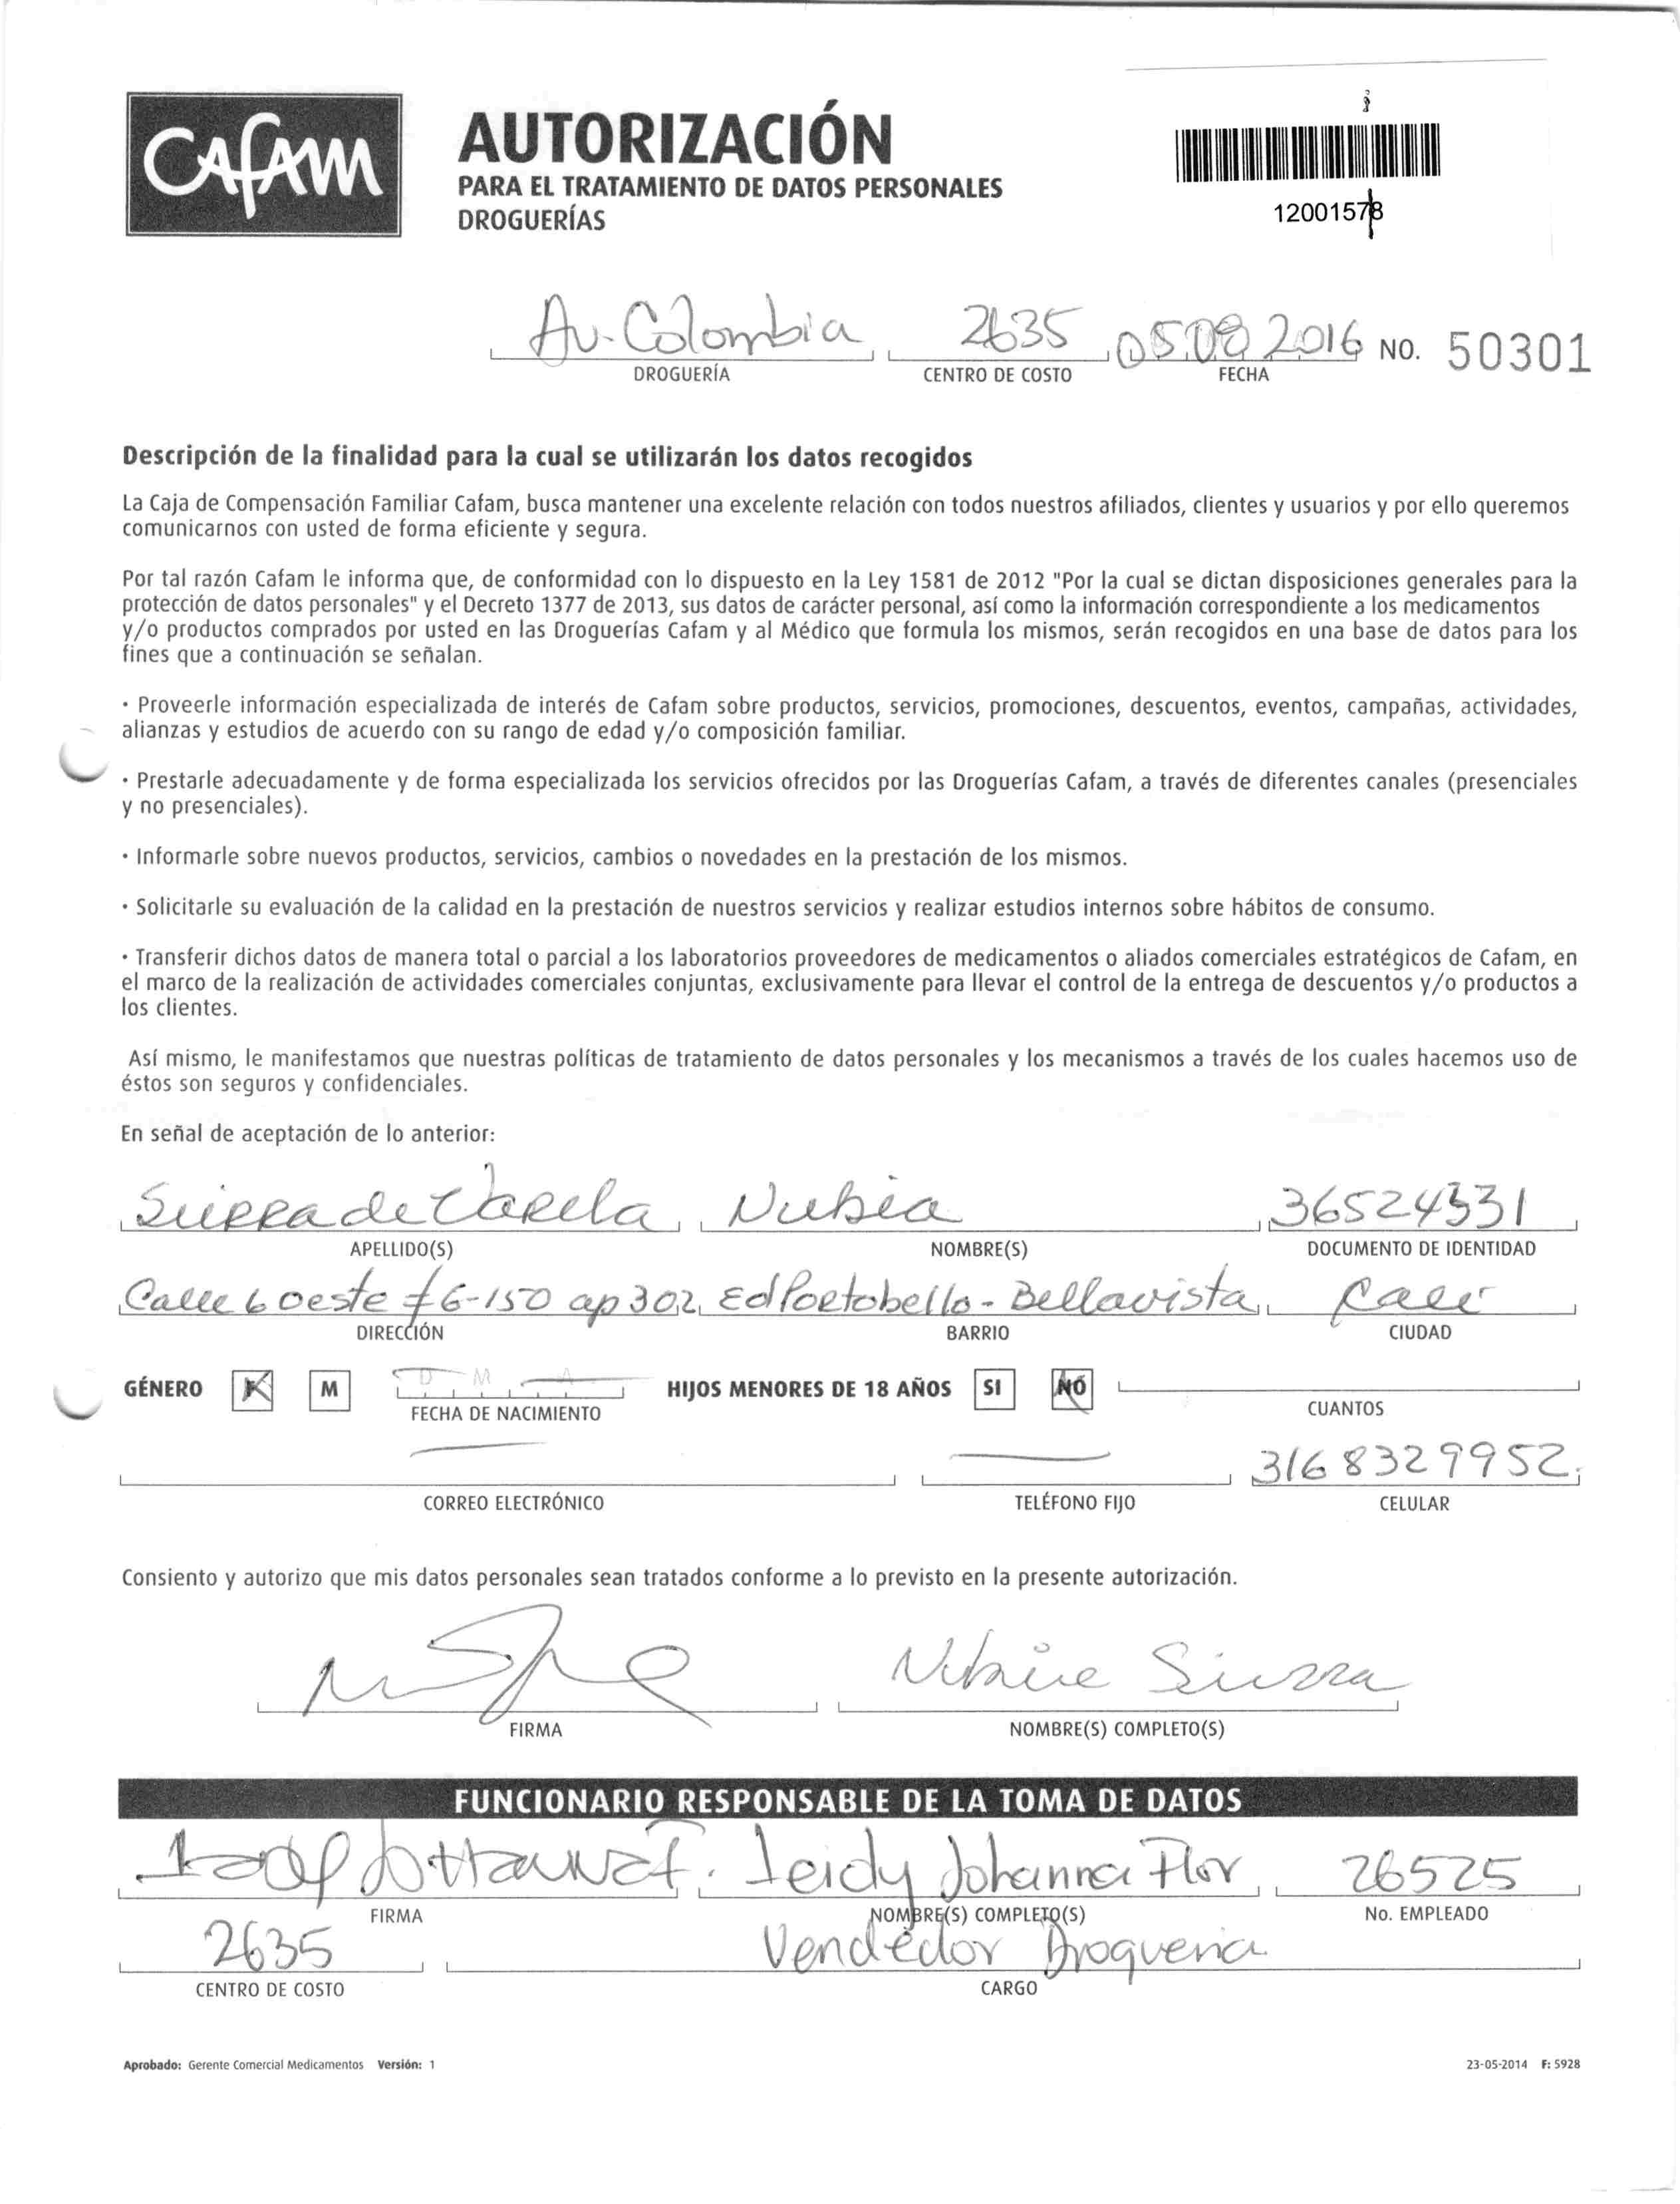 CAFAM
AUTORIZACIÓN
PARA EL TRATAMIENTO DE DATOS PERSONALES
DROGUERÍAS
12001578
Av. Colombia 2635 05.08 2016 NO. 50301
DROGUERÍA CENTRO DE COSTO FECHA
Descripción de la finalidad para la cual se utilizarán los datos recogidos
La Caja de Compensación Familiar Cafam, busca mantener una excelente relación con todos nuestros afiliados, clientes y usuarios y por ello queremos
comunicarnos con usted de forma eficiente y segura.
Por tal razón Cafam le informa que, de conformidad con lo dispuesto en la Ley 1581 de 2012 "Por la cual se dictan disposiciones generales para la
protección de datos personales" y el Decreto 1377 de 2013, sus datos de carácter personal, así como la información correspondiente a los medicamentos
y/o productos comprados por usted en las Droguerías Cafam y al Médico que formula los mismos, serán recogidos en una base de datos para los
fines que a continuación se señalan.
· Proveerle información especializada de interés de Cafam sobre productos, servicios, promociones, descuentos, eventos, campañas, actividades,
alianzas y estudios de acuerdo con su rango de edad y/o composición familiar.
· Prestarle adecuadamente y de forma especializada los servicios ofrecidos por las Droguerías Cafam, a través de diferentes canales (presenciales
y no presenciales).
· Informarle sobre nuevos productos, servicios, cambios o novedades en la prestación de los mismos.
· Solicitarle su evaluación de la calidad en la prestación de nuestros servicios y realizar estudios internos sobre hábitos de consumo.
· Transferir dichos datos de manera total o parcial a los laboratorios proveedores de medicamentos o aliados comerciales estratégicos de Cafam, en
el marco de la realización de actividades comerciales conjuntas, exclusivamente para llevar el control de la entrega de descuentos y/o productos a
los clientes.
Así mismo, le manifestamos que nuestras políticas de tratamiento de datos personales y los mecanismos a través de los cuales hacemos uso de
éstos son seguros y confidenciales.
En señal de aceptación de lo anterior:
Sierra de Varela Nubia 36524331
APELLIDO(S) NOMBRE(S) DOCUMENTO DE IDENTIDAD
Calle 6 oeste # 6-150 ap 302 Ed Portobello - Bellavista Cali
DIRECCIÓN BARRIO CIUDAD
GÉNERO M D M A HIJOS MENORES DE 18 AÑOS SI NO
FECHA DE NACIMIENTO CUANTOS
3168329952
CORREO ELECTRÓNICO TELÉFONO FIJO CELULAR
Consiento y autorizo que mis datos personales sean tratados conforme a lo previsto en la presente autorización.
Nubia Sierra
FIRMA NOMBRE(S) COMPLETO(S)
FUNCIONARIO RESPONSABLE DE LA TOMA DE DATOS
Leidy Johanna Flor 26525
FIRMA NOMBRE(S) COMPLETO(S) No. EMPLEADO
2635 Vendedor Drogueria
CENTRO DE COSTO CARGO
Aprobado: Gerente Comercial Medicamentos Versión: 1 23-05-2014 F: 5928